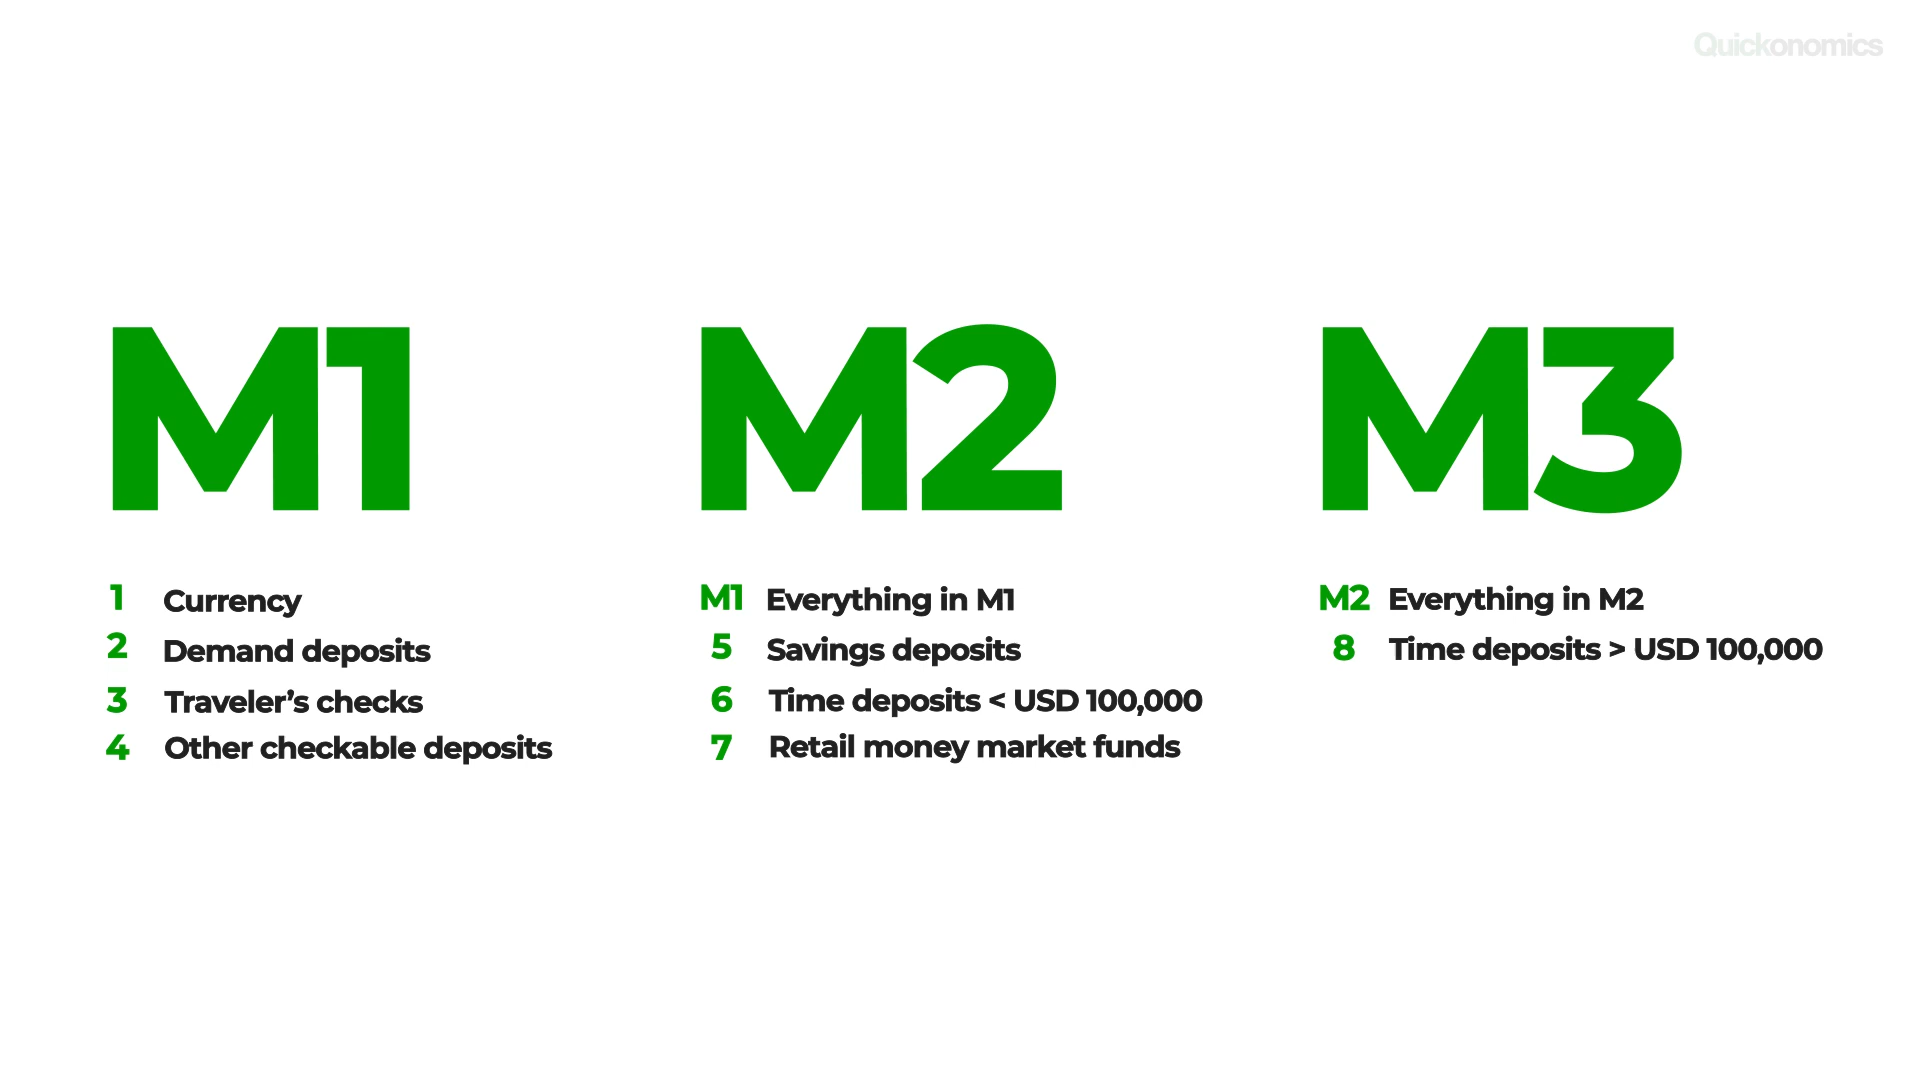 Quickonomics
M1
1 Currency
2 Demand deposits
3 Traveler’s checks
4 Other checkable deposits
M2
M1 Everything in M1
5 Savings deposits
6 Time deposits < USD 100,000
7 Retail money market funds
M3
M2 Everything in M2
8 Time deposits > USD 100,000